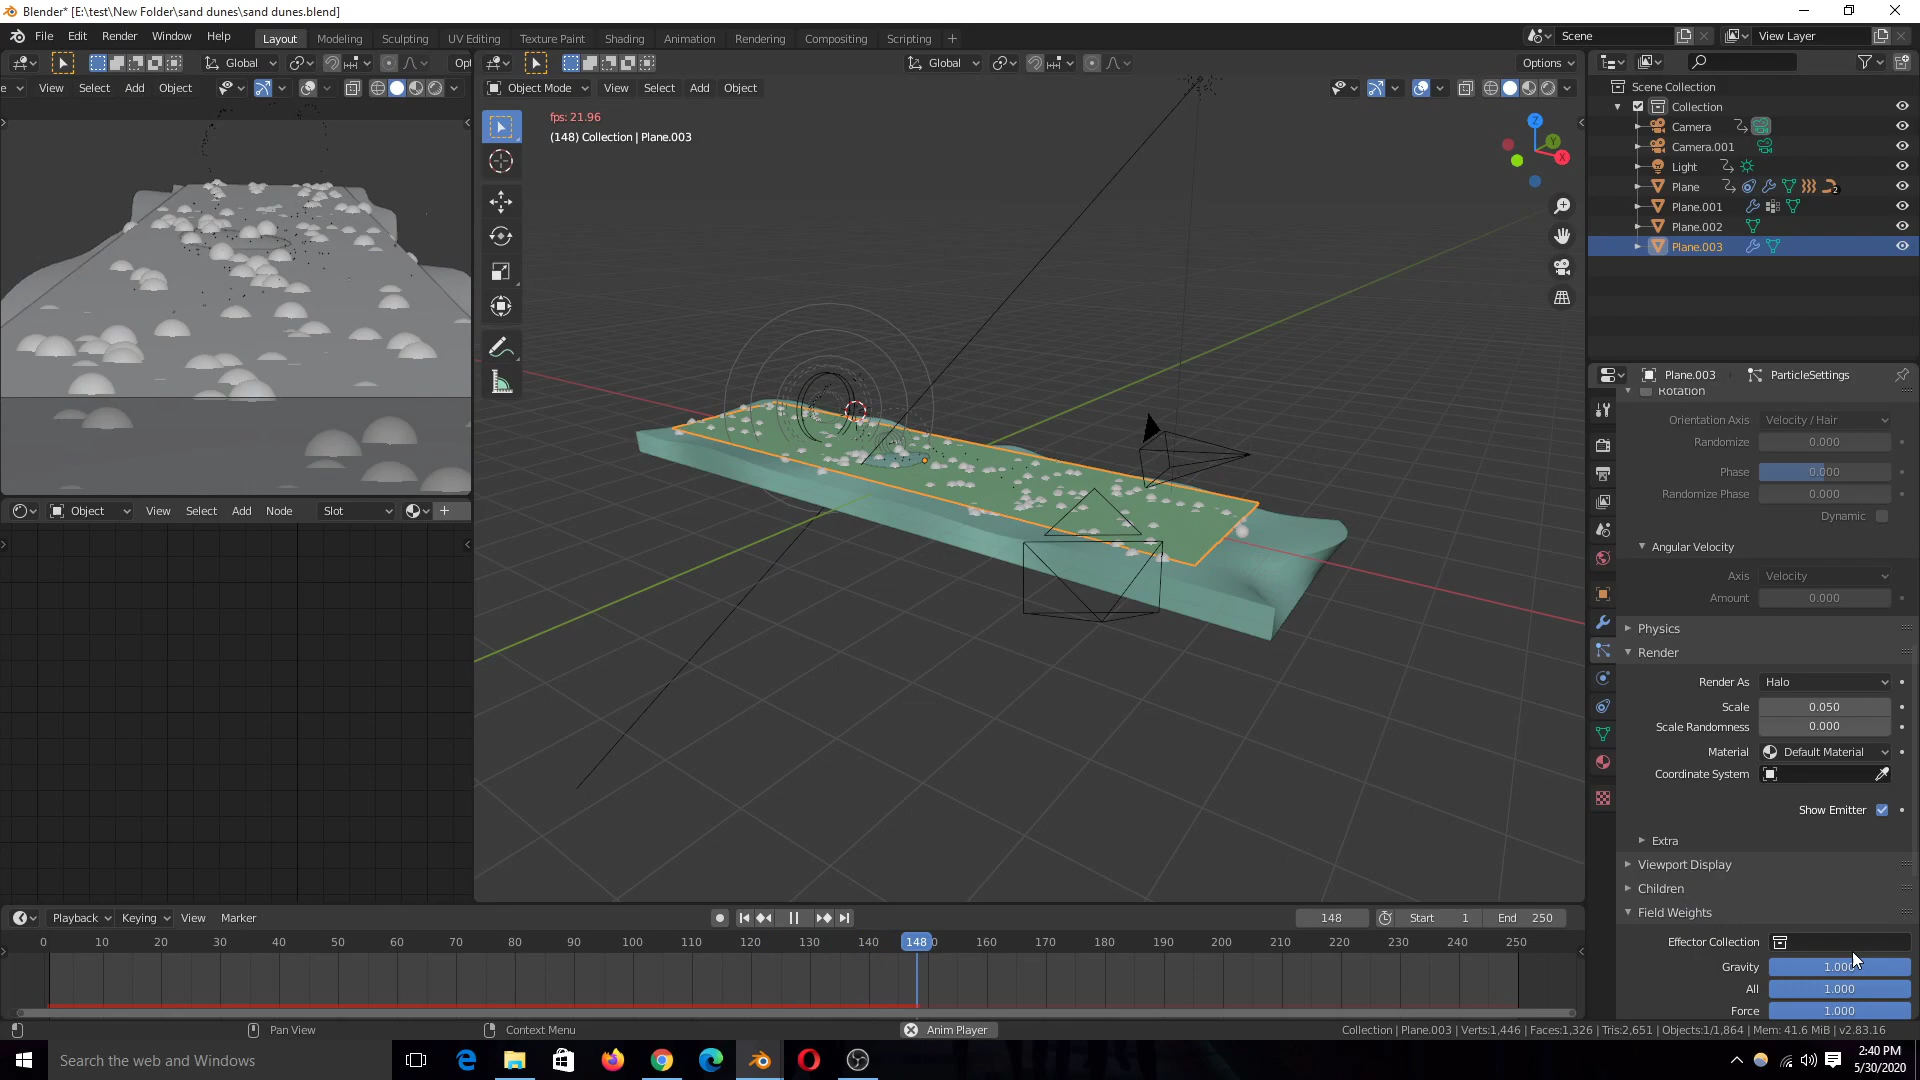 Blender* [E:\test\New Folder\sand dunes\sand dunes.blend]
File Edit Render Window Help
Layout Modeling Sculpting UV Editing Texture Paint Shading Animation Rendering Compositing Scripting
Scene
View Layer
Global
Opt
Global
Options
e View Select Add Object
Object Mode View Select Add Object
fps: 21.96
(148) Collection | Plane.003
Z
Y
X
Scene Collection
Collection
Camera
Camera.001
Light
Plane
2
Plane.001
Plane.002
Plane.003
Plane.003
ParticleSettings
Rotation
Orientation Axis Velocity / Hair
Randomize 0.000
Phase 0.000
Randomize Phase 0.000
Dynamic
Angular Velocity
Axis Velocity
Amount 0.000
Physics
Render
Render As Halo
Scale 0.050
Scale Randomness 0.000
Material Default Material
Coordinate System
Show Emitter
Extra
Viewport Display
Children
Field Weights
Effector Collection
Gravity 1.000
All 1.000
Force 1.000
Object View Select Add Node Slot
Playback Keying View Marker
148 Start 1 End 250
0 10 20 30 40 50 60 70 80 90 100 110 120 130 140 148 0 160 170 180 190 200 210 220 230 240 250
Pan View
Context Menu
Anim Player
Collection | Plane.003 | Verts:1,446 | Faces:1,326 | Tris:2,651 | Objects:1/1,864 | Mem: 41.6 MiB | v2.83.16
Search the web and Windows
2:40 PM
5/30/2020